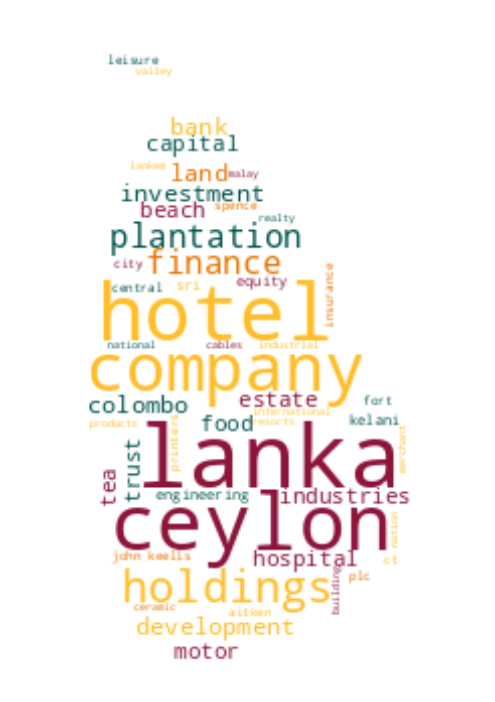 leisure
valley
bank
capital
lankem
land
malay
investment
beach
spence
realty
plantation
city
finance
central
sri
equity
insurance
hotel
national
cables
industrial
company
colombo
estate
fort
international
food
resorts
kelani
products
printers
merchant
lanka
tea
trust
engineering
industries
ceylon
nation
john keells
hospital
ct
holdings
plc
building
ceramic
aitken
development
motor